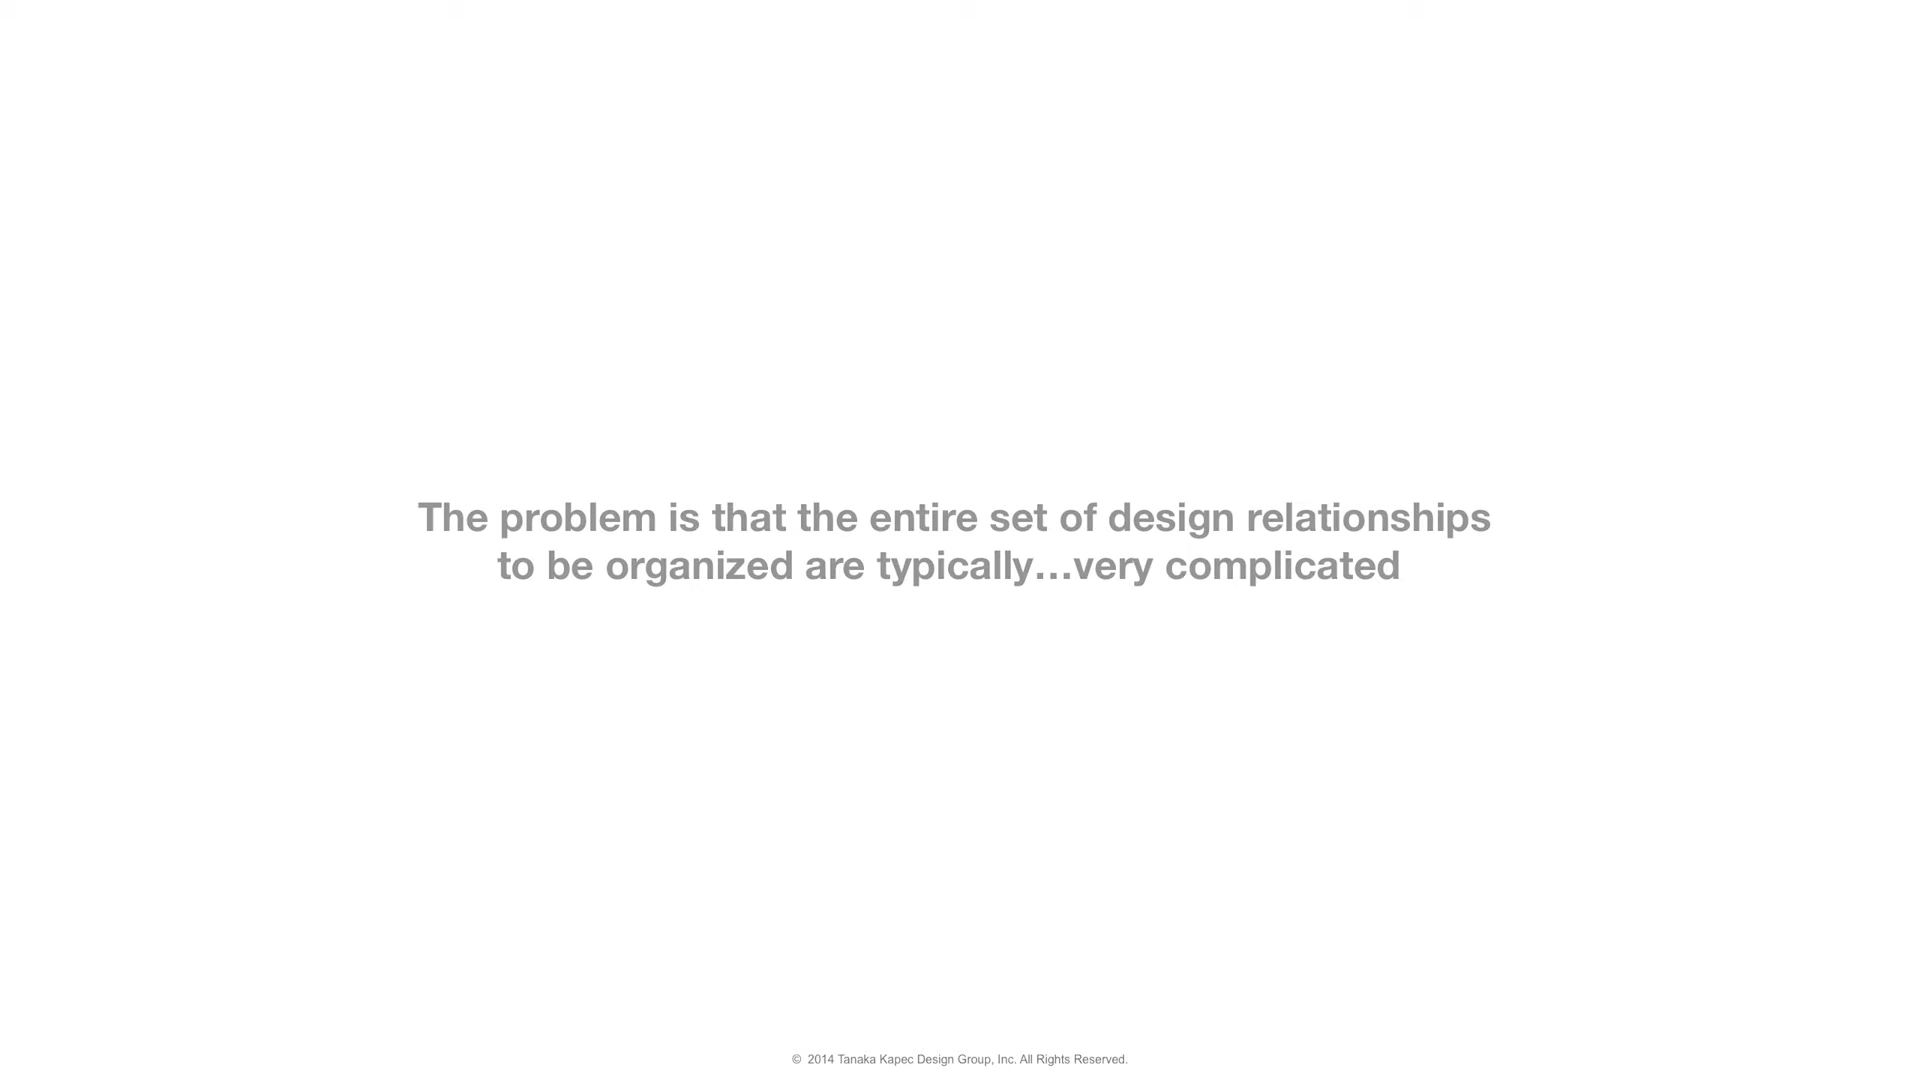 The problem is that the entire set of design relationships
to be organized are typically…very complicated
© 2014 Tanaka Kapec Design Group, Inc. All Rights Reserved.